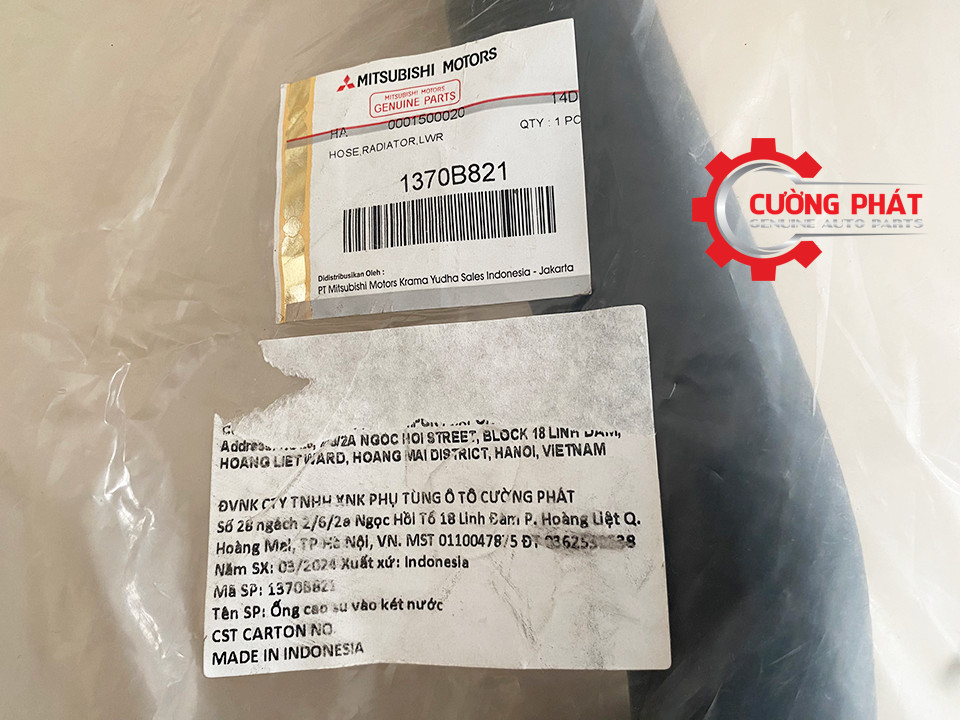 MITSUBISHI MOTORS
MITSUBISHI MOTORS
GENUINE PARTS
HA 0001500020 14D
HOSE,RADIATOR,LWR QTY : 1 PC
1370B821
Didistribusikan Oleh :
PT Mitsubishi Motors Krama Yudha Sales Indonesia - Jakarta
CƯỜNG PHÁT
GENUINE AUTO PARTS
NGOC HOI STREET, BLOCK 18 LINH DAM,
HOANG LIET WARD, HOANG MAI DISTRICT, HANOI, VIETNAM
ĐVNK CTY TNHH XNK PHỤ TÙNG Ô TÔ CƯỜNG PHÁT
Số 28 ngách 2/6/2a Ngọc Hồi Tổ 18 Linh Đàm P. Hoàng Liệt Q.
Hoàng Mai, TP Hà Nội, VN. MST 0110047875 ĐT
Năm SX: 03/2024 Xuất xứ: Indonesia
Mã SP: 1370B821
Tên SP: Ống cao su vào két nước
CST CARTON NO.
MADE IN INDONESIA